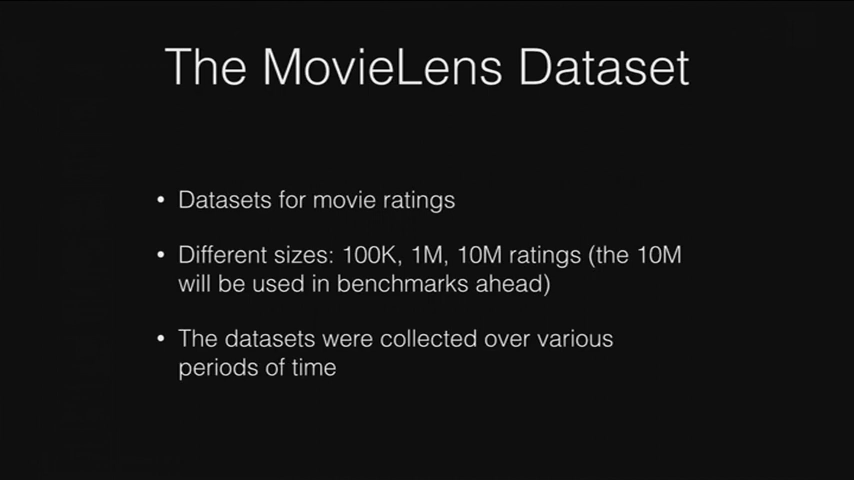 The MovieLens Dataset
• Datasets for movie ratings
• Different sizes: 100K, 1M, 10M ratings (the 10M
will be used in benchmarks ahead)
• The datasets were collected over various
periods of time